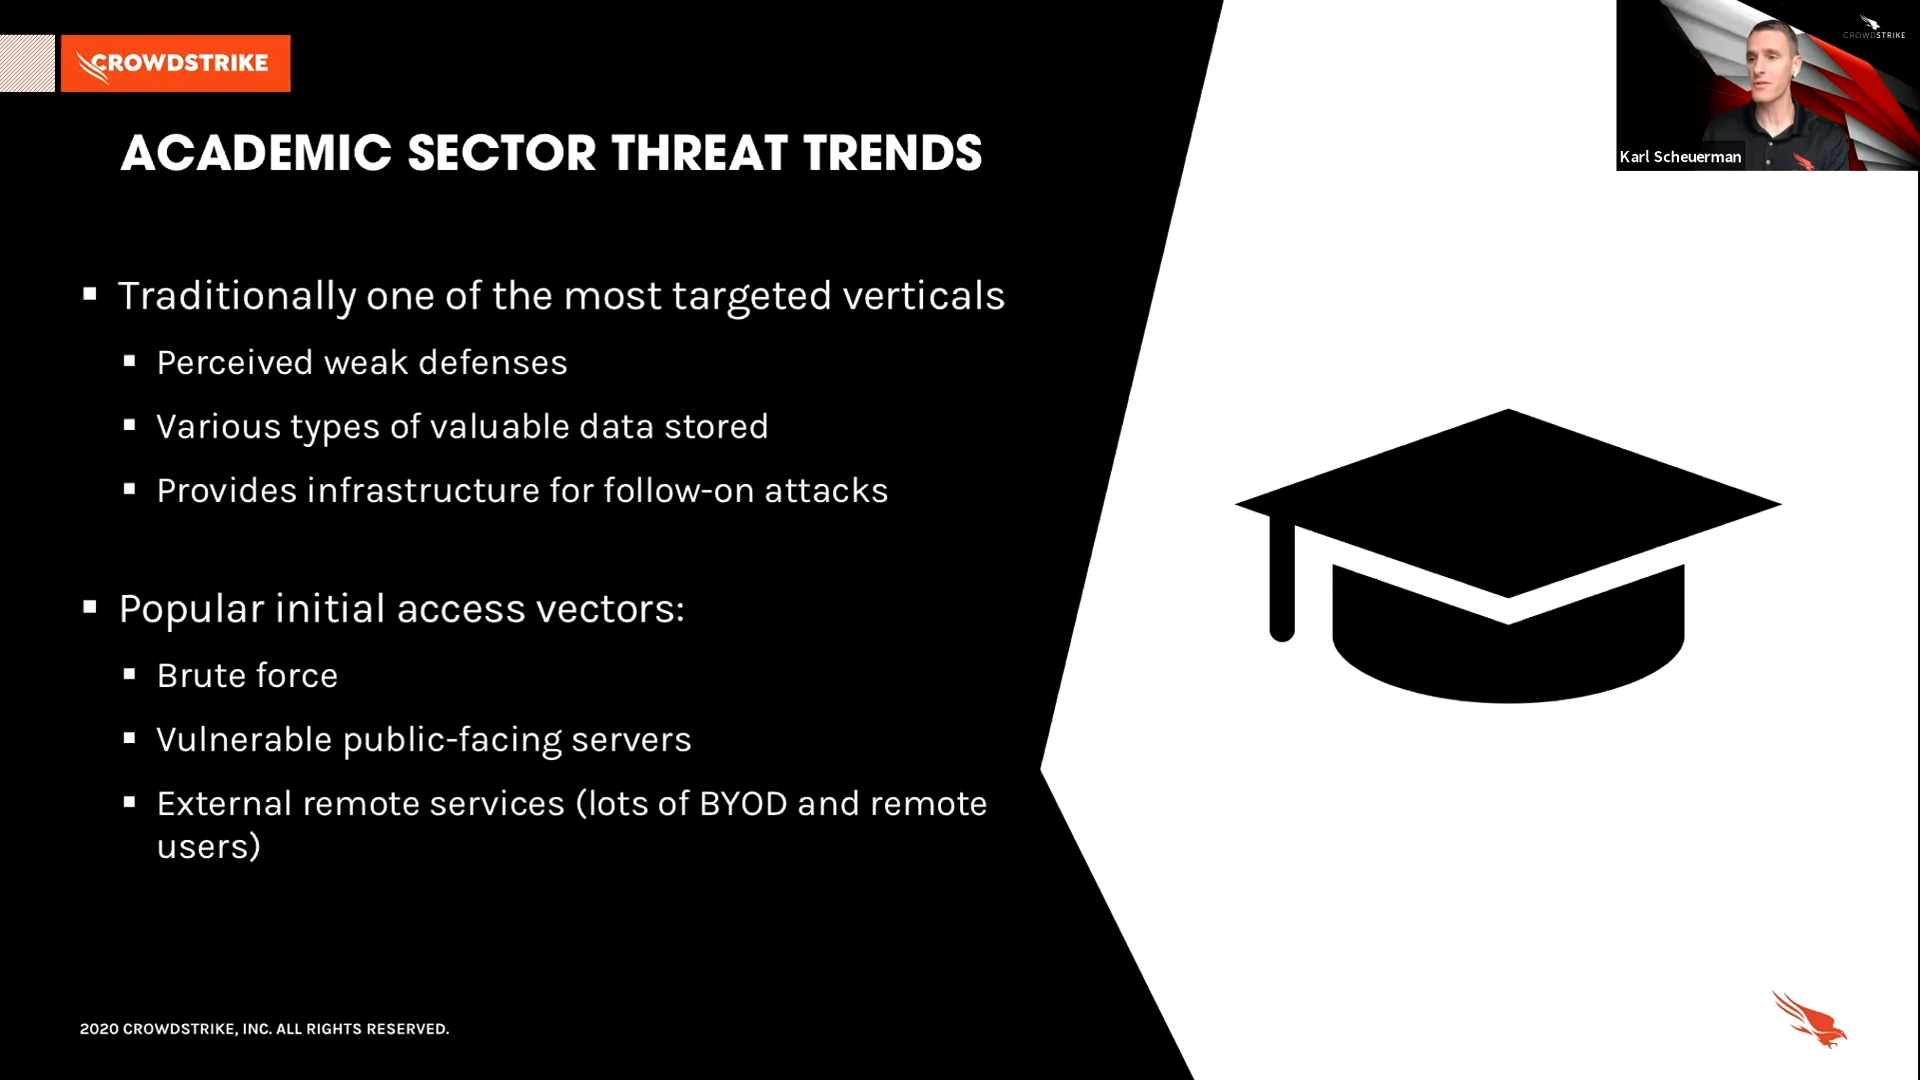 CROWDSTRIKE
CROWDSTRIKE
ACADEMIC SECTOR THREAT TRENDS
Karl Scheuerman
▪ Traditionally one of the most targeted verticals
▪ Perceived weak defenses
▪ Various types of valuable data stored
▪ Provides infrastructure for follow-on attacks
▪ Popular initial access vectors:
▪ Brute force
▪ Vulnerable public-facing servers
▪ External remote services (lots of BYOD and remote
users)
2020 CROWDSTRIKE, INC. ALL RIGHTS RESERVED.